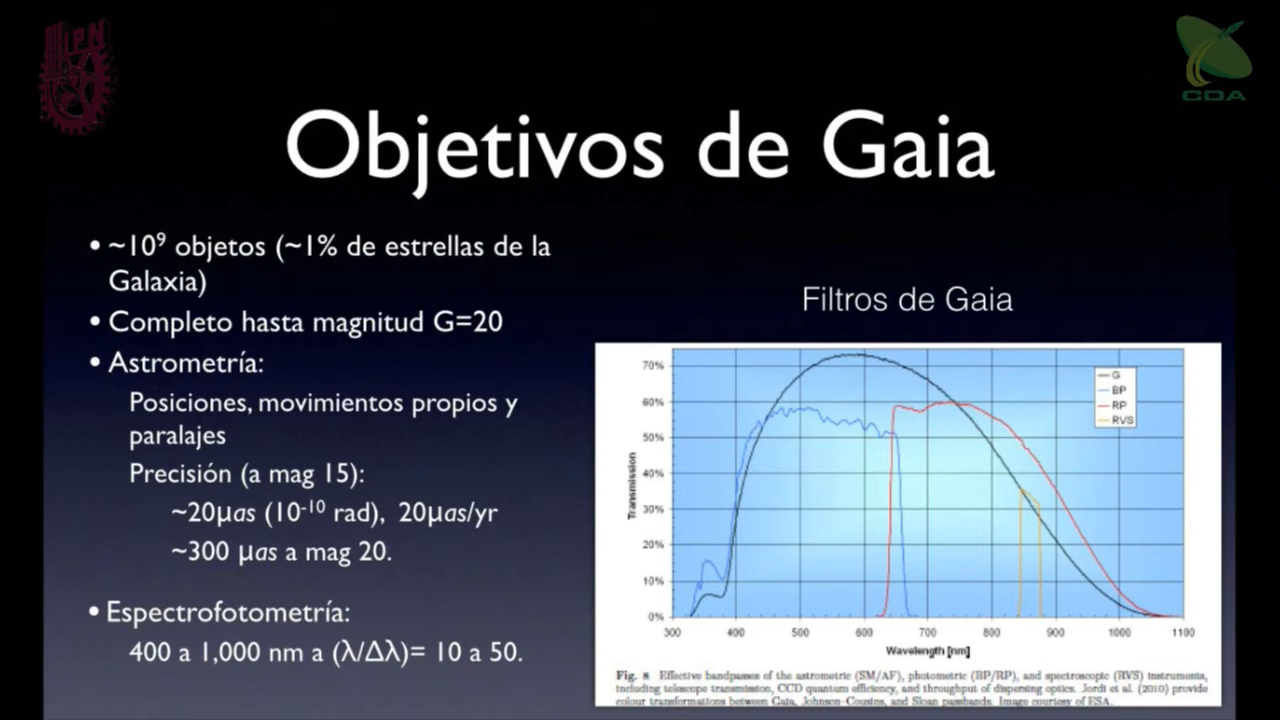 IPN
CDA
Objetivos de Gaia
• ~10⁹ objetos (~1% de estrellas de la
Galaxia)
• Completo hasta magnitud G=20
• Astrometría:
Posiciones, movimientos propios y
paralajes
Precisión (a mag 15):
~20μas (10⁻¹⁰ rad), 20μas/yr
~300 μas a mag 20.
• Espectrofotometría:
400 a 1,000 nm a (λ/Δλ)= 10 a 50.
Filtros de Gaia
70%
60%
50%
40%
30%
20%
10%
0%
Transmission
G
BP
RP
RVS
300 400 500 600 700 800 900 1000 1100
Wavelength [nm]
Fig. 8 Effective bandpasses of the astrometric (SM/AF), photometric (BP/RP), and spectroscopic (RVS) instruments,
including telescope transmission, CCD quantum efficiency, and throughput of dispersing optics. Jordi et al. (2010) provide
colour transformations between Gaia, Johnson–Cousins, and Sloan passbands. Image courtesy of ESA.